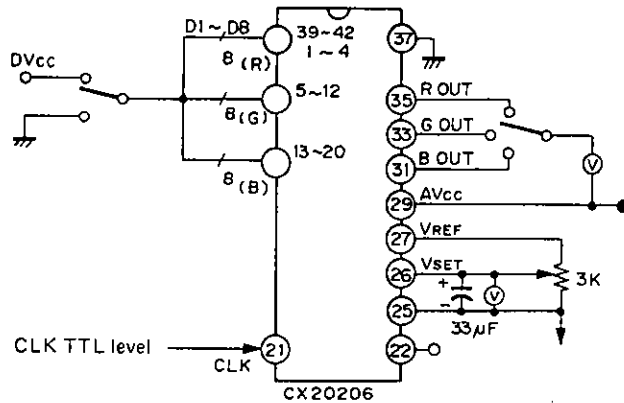 D1~D8
39~42
1~4
37
8 (R)
DVcc
5~12
8(G)
35
R OUT
33
G OUT
13~20
8(B)
31
B OUT
V
29
AVcc
27
VREF
26
VSET
3K
+
-
V
25
33μF
CLK TTL level
CLK
21
22
CX20206